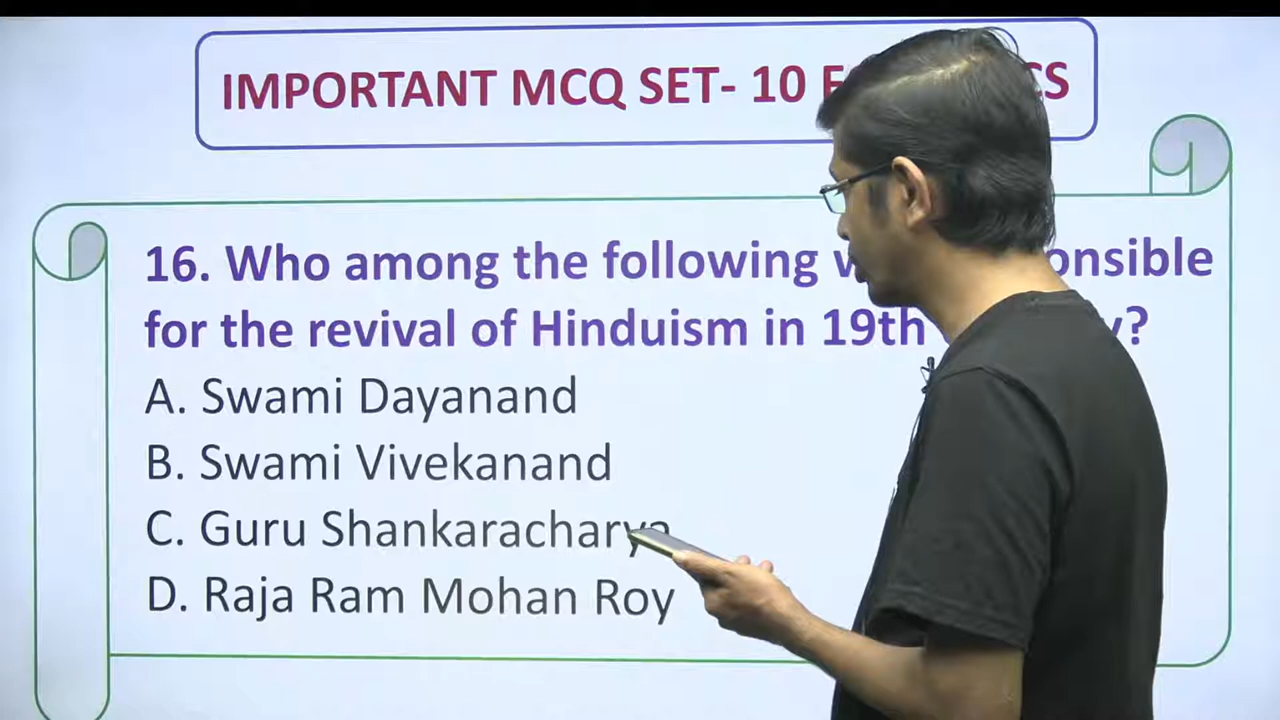 IMPORTANT MCQ SET- 10
16. Who among the following
for the revival of Hinduism in 19th
A. Swami Dayanand
B. Swami Vivekanand
C. Guru Shankaracharya
D. Raja Ram Mohan Roy